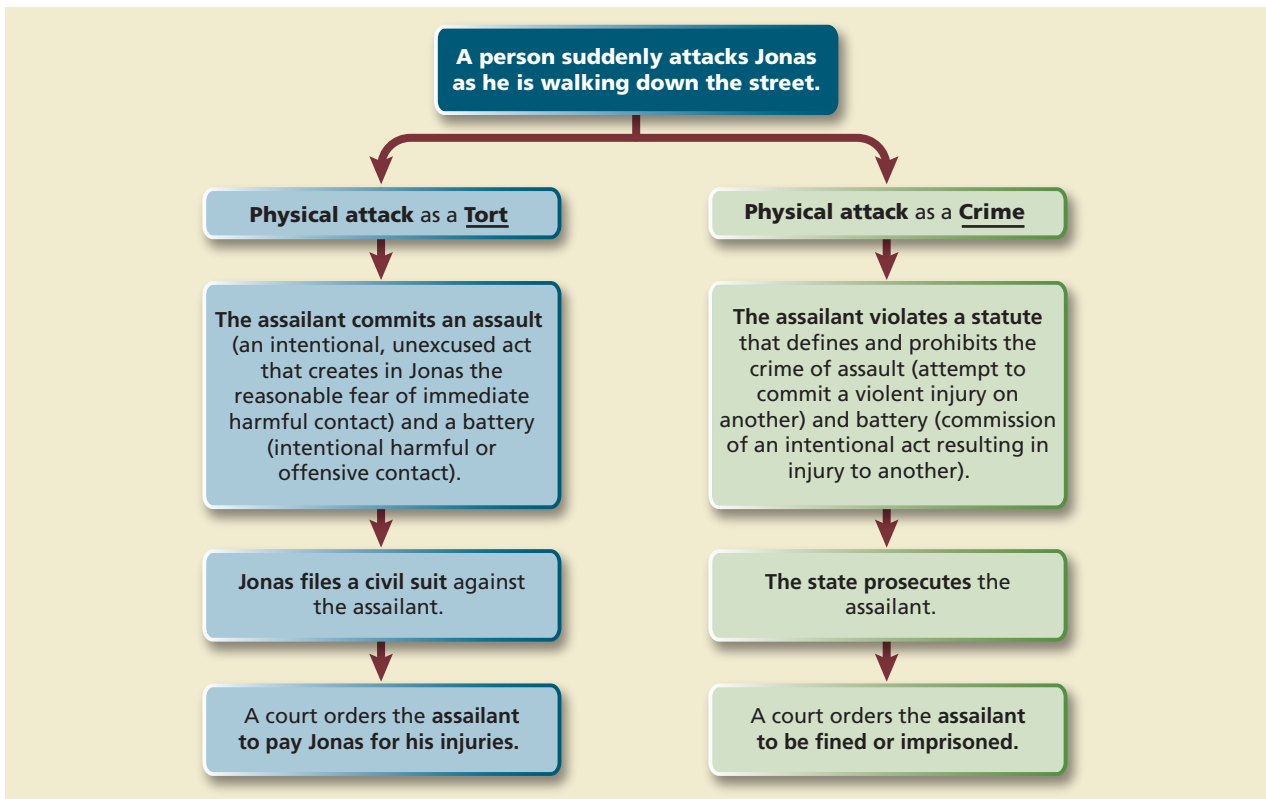 A person suddenly attacks Jonas
as he is walking down the street.
Physical attack as a Tort
The assailant commits an assault
(an intentional, unexcused act
that creates in Jonas the
reasonable fear of immediate
harmful contact) and a battery
(intentional harmful or
offensive contact).
Jonas files a civil suit against
the assailant.
A court orders the assailant
to pay Jonas for his injuries.
Physical attack as a Crime
The assailant violates a statute
that defines and prohibits the
crime of assault (attempt to
commit a violent injury on
another) and battery (commission
of an intentional act resulting in
injury to another).
The state prosecutes the
assailant.
A court orders the assailant
to be fined or imprisoned.